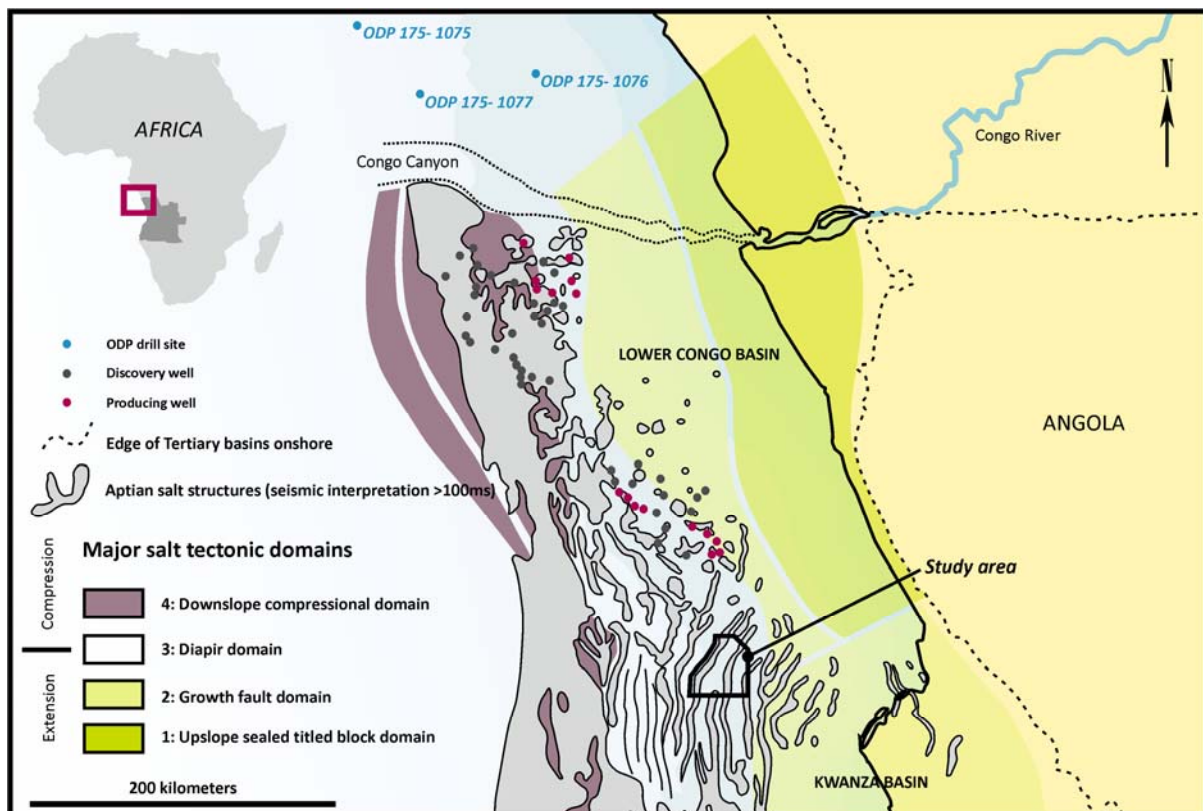 ODP 175- 1075
ODP 175- 1076
ODP 175- 1077
N
Congo River
AFRICA
Congo Canyon
ODP drill site
Discovery well
Producing well
Edge of Tertiary basins onshore
Aptian salt structures (seismic interpretation >100ms)
LOWER CONGO BASIN
ANGOLA
Study area
Major salt tectonic domains
Compression
Extension
4: Downslope compressional domain
3: Diapir domain
2: Growth fault domain
1: Upslope sealed titled block domain
200 kilometers
KWANZA BASIN